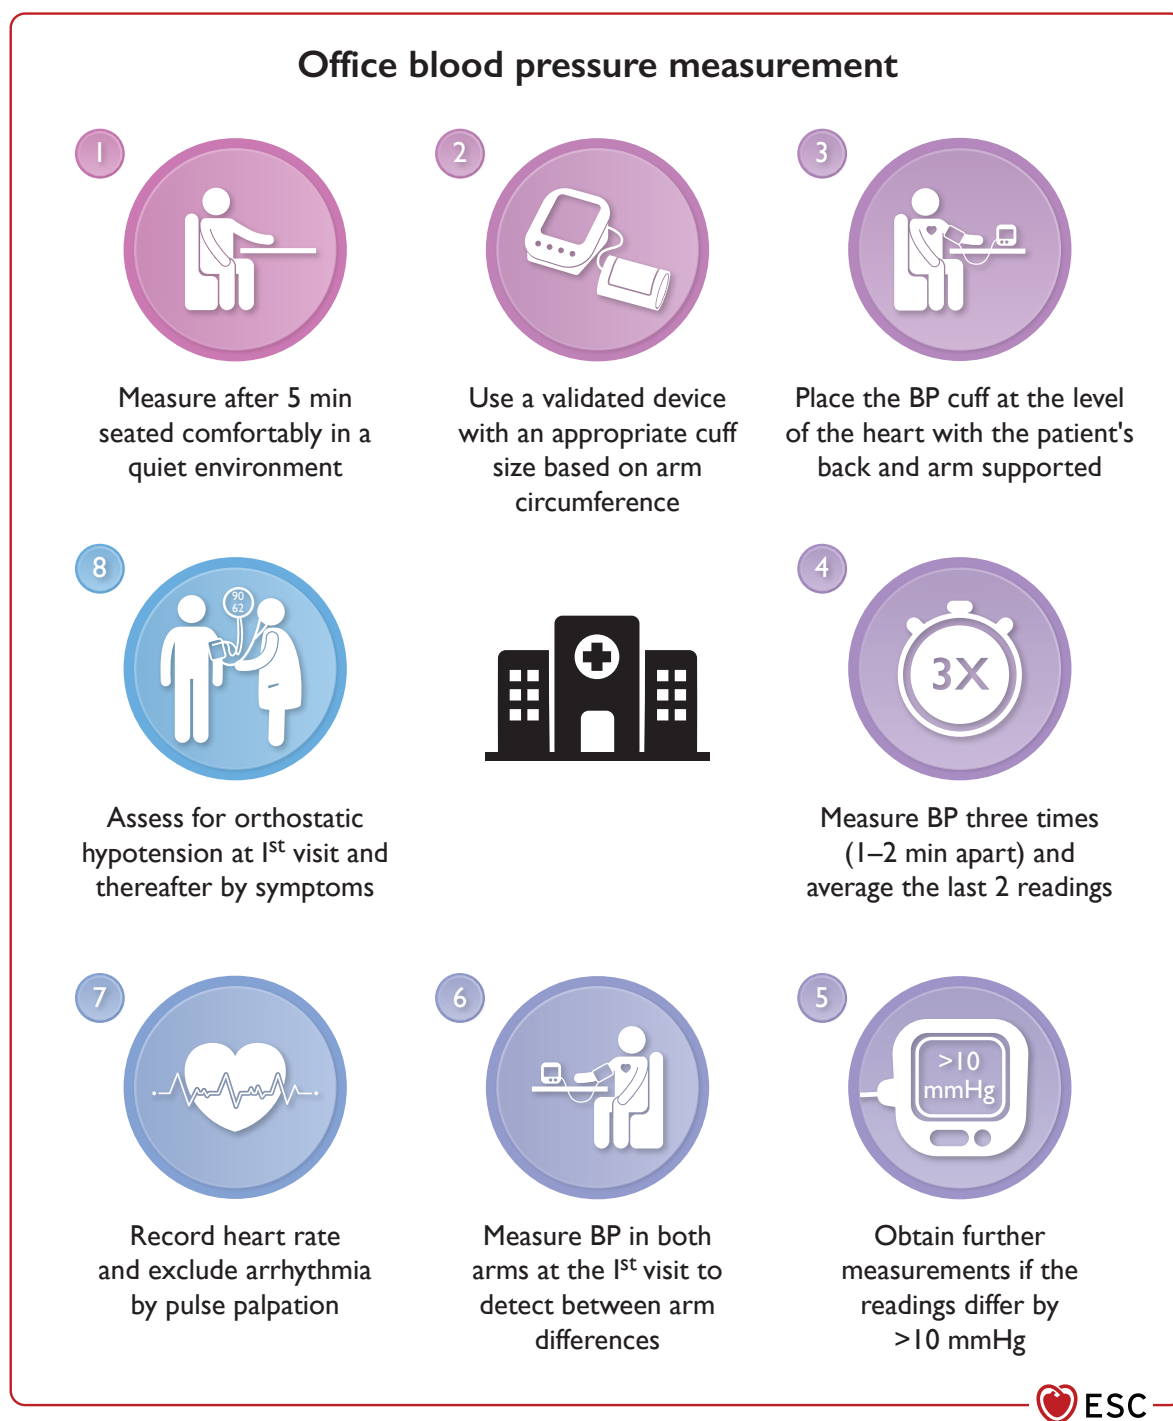 Office blood pressure measurement
1
Measure after 5 min
seated comfortably in a
quiet environment
2
Use a validated device
with an appropriate cuff
size based on arm
circumference
3
Place the BP cuff at the level
of the heart with the patient's
back and arm supported
4
3X
Measure BP three times
(1–2 min apart) and
average the last 2 readings
5
>10
mmHg
Obtain further
measurements if the
readings differ by
>10 mmHg
6
Measure BP in both
arms at the 1st visit to
detect between arm
differences
7
Record heart rate
and exclude arrhythmia
by pulse palpation
8
90
62
Assess for orthostatic
hypotension at 1st visit and
thereafter by symptoms
ESC